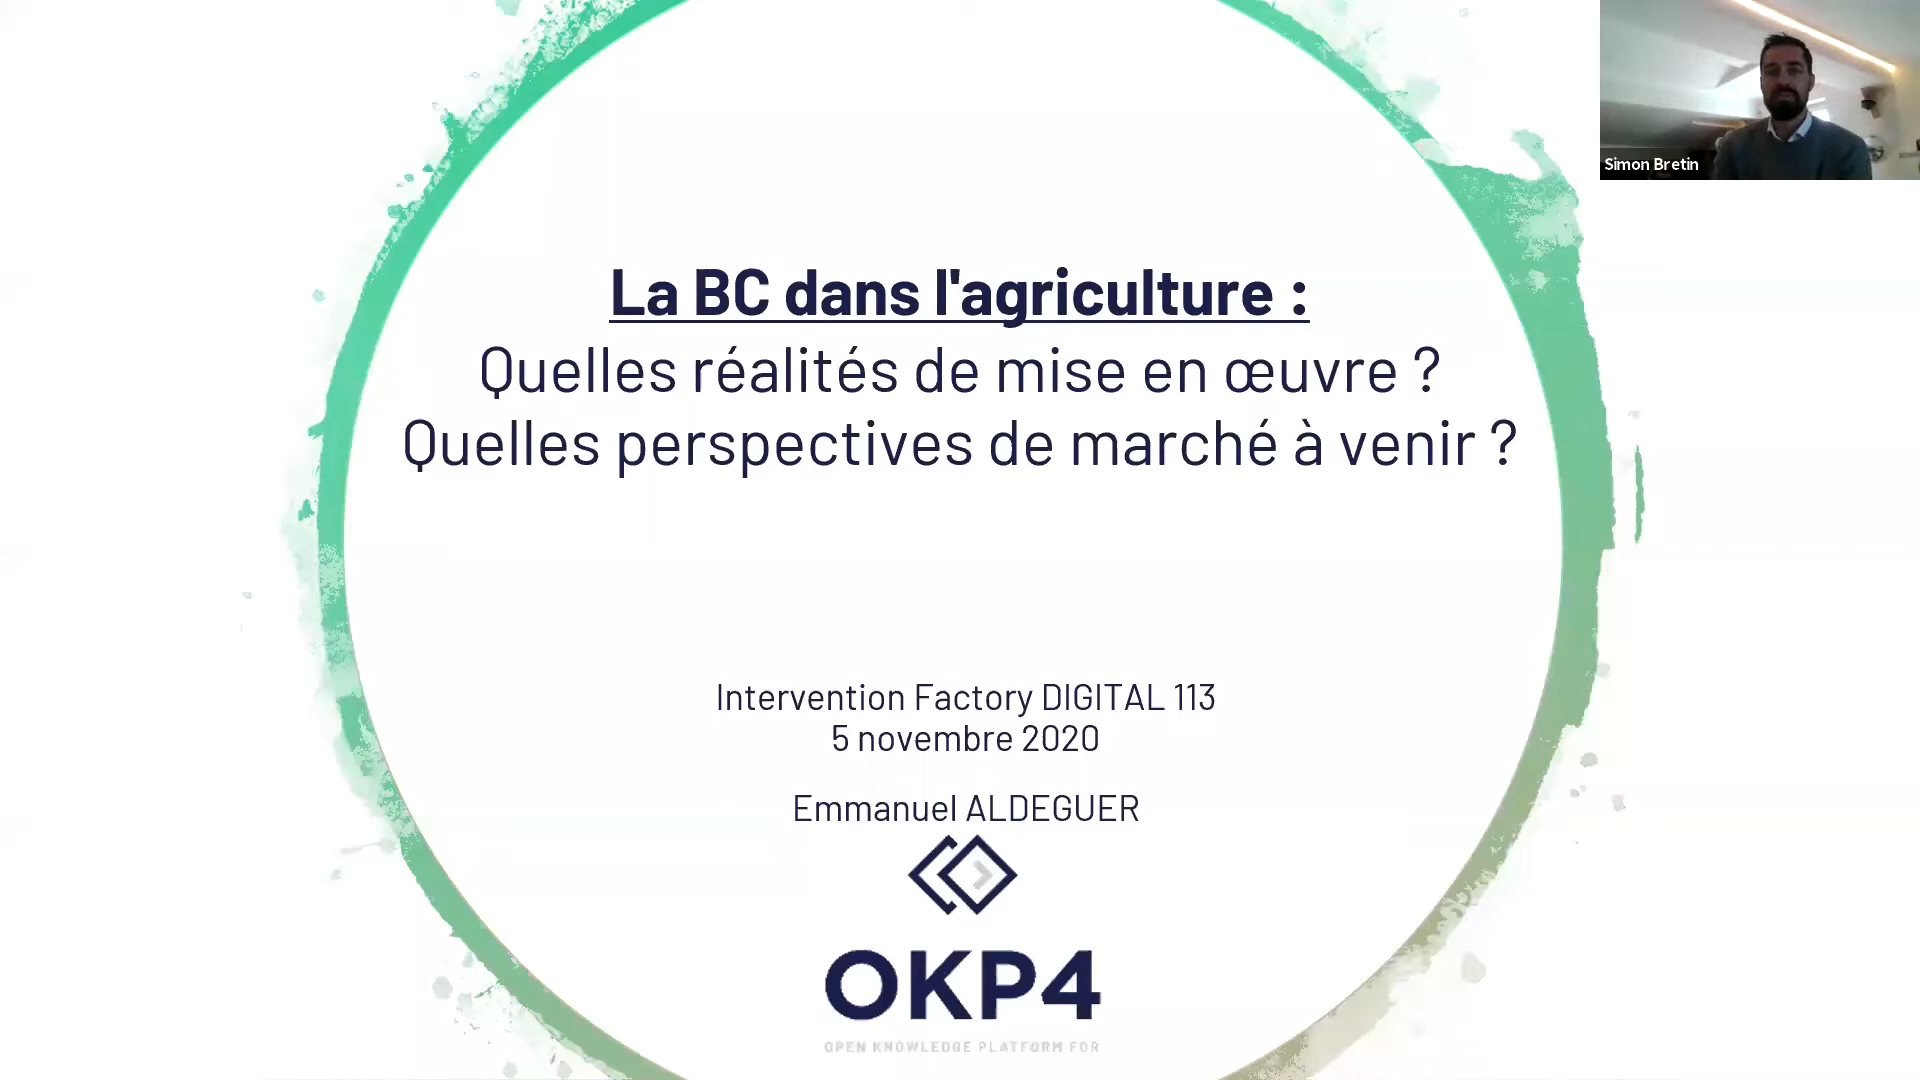 La BC dans l'agriculture :
Quelles réalités de mise en œuvre ?
Quelles perspectives de marché à venir ?
Intervention Factory DIGITAL 113
5 novembre 2020
Emmanuel ALDEGUER
OKP4
OPEN KNOWLEDGE PLATFORM FOR
Simon Bretin